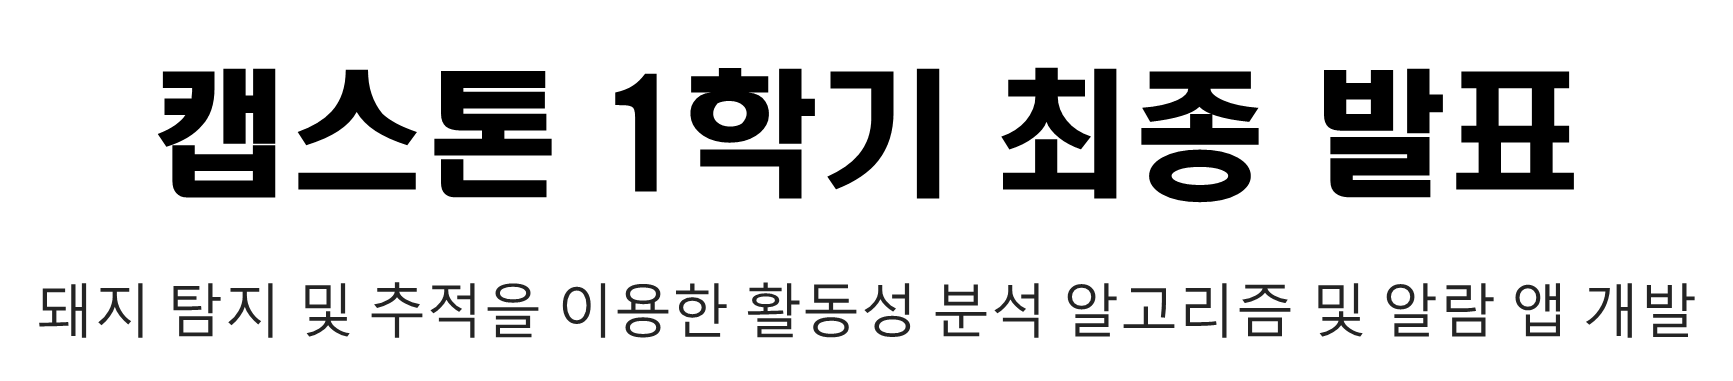 캡스톤 1학기 최종 발표
돼지 탐지 및 추적을 이용한 활동성 분석 알고리즘 및 알람 앱 개발